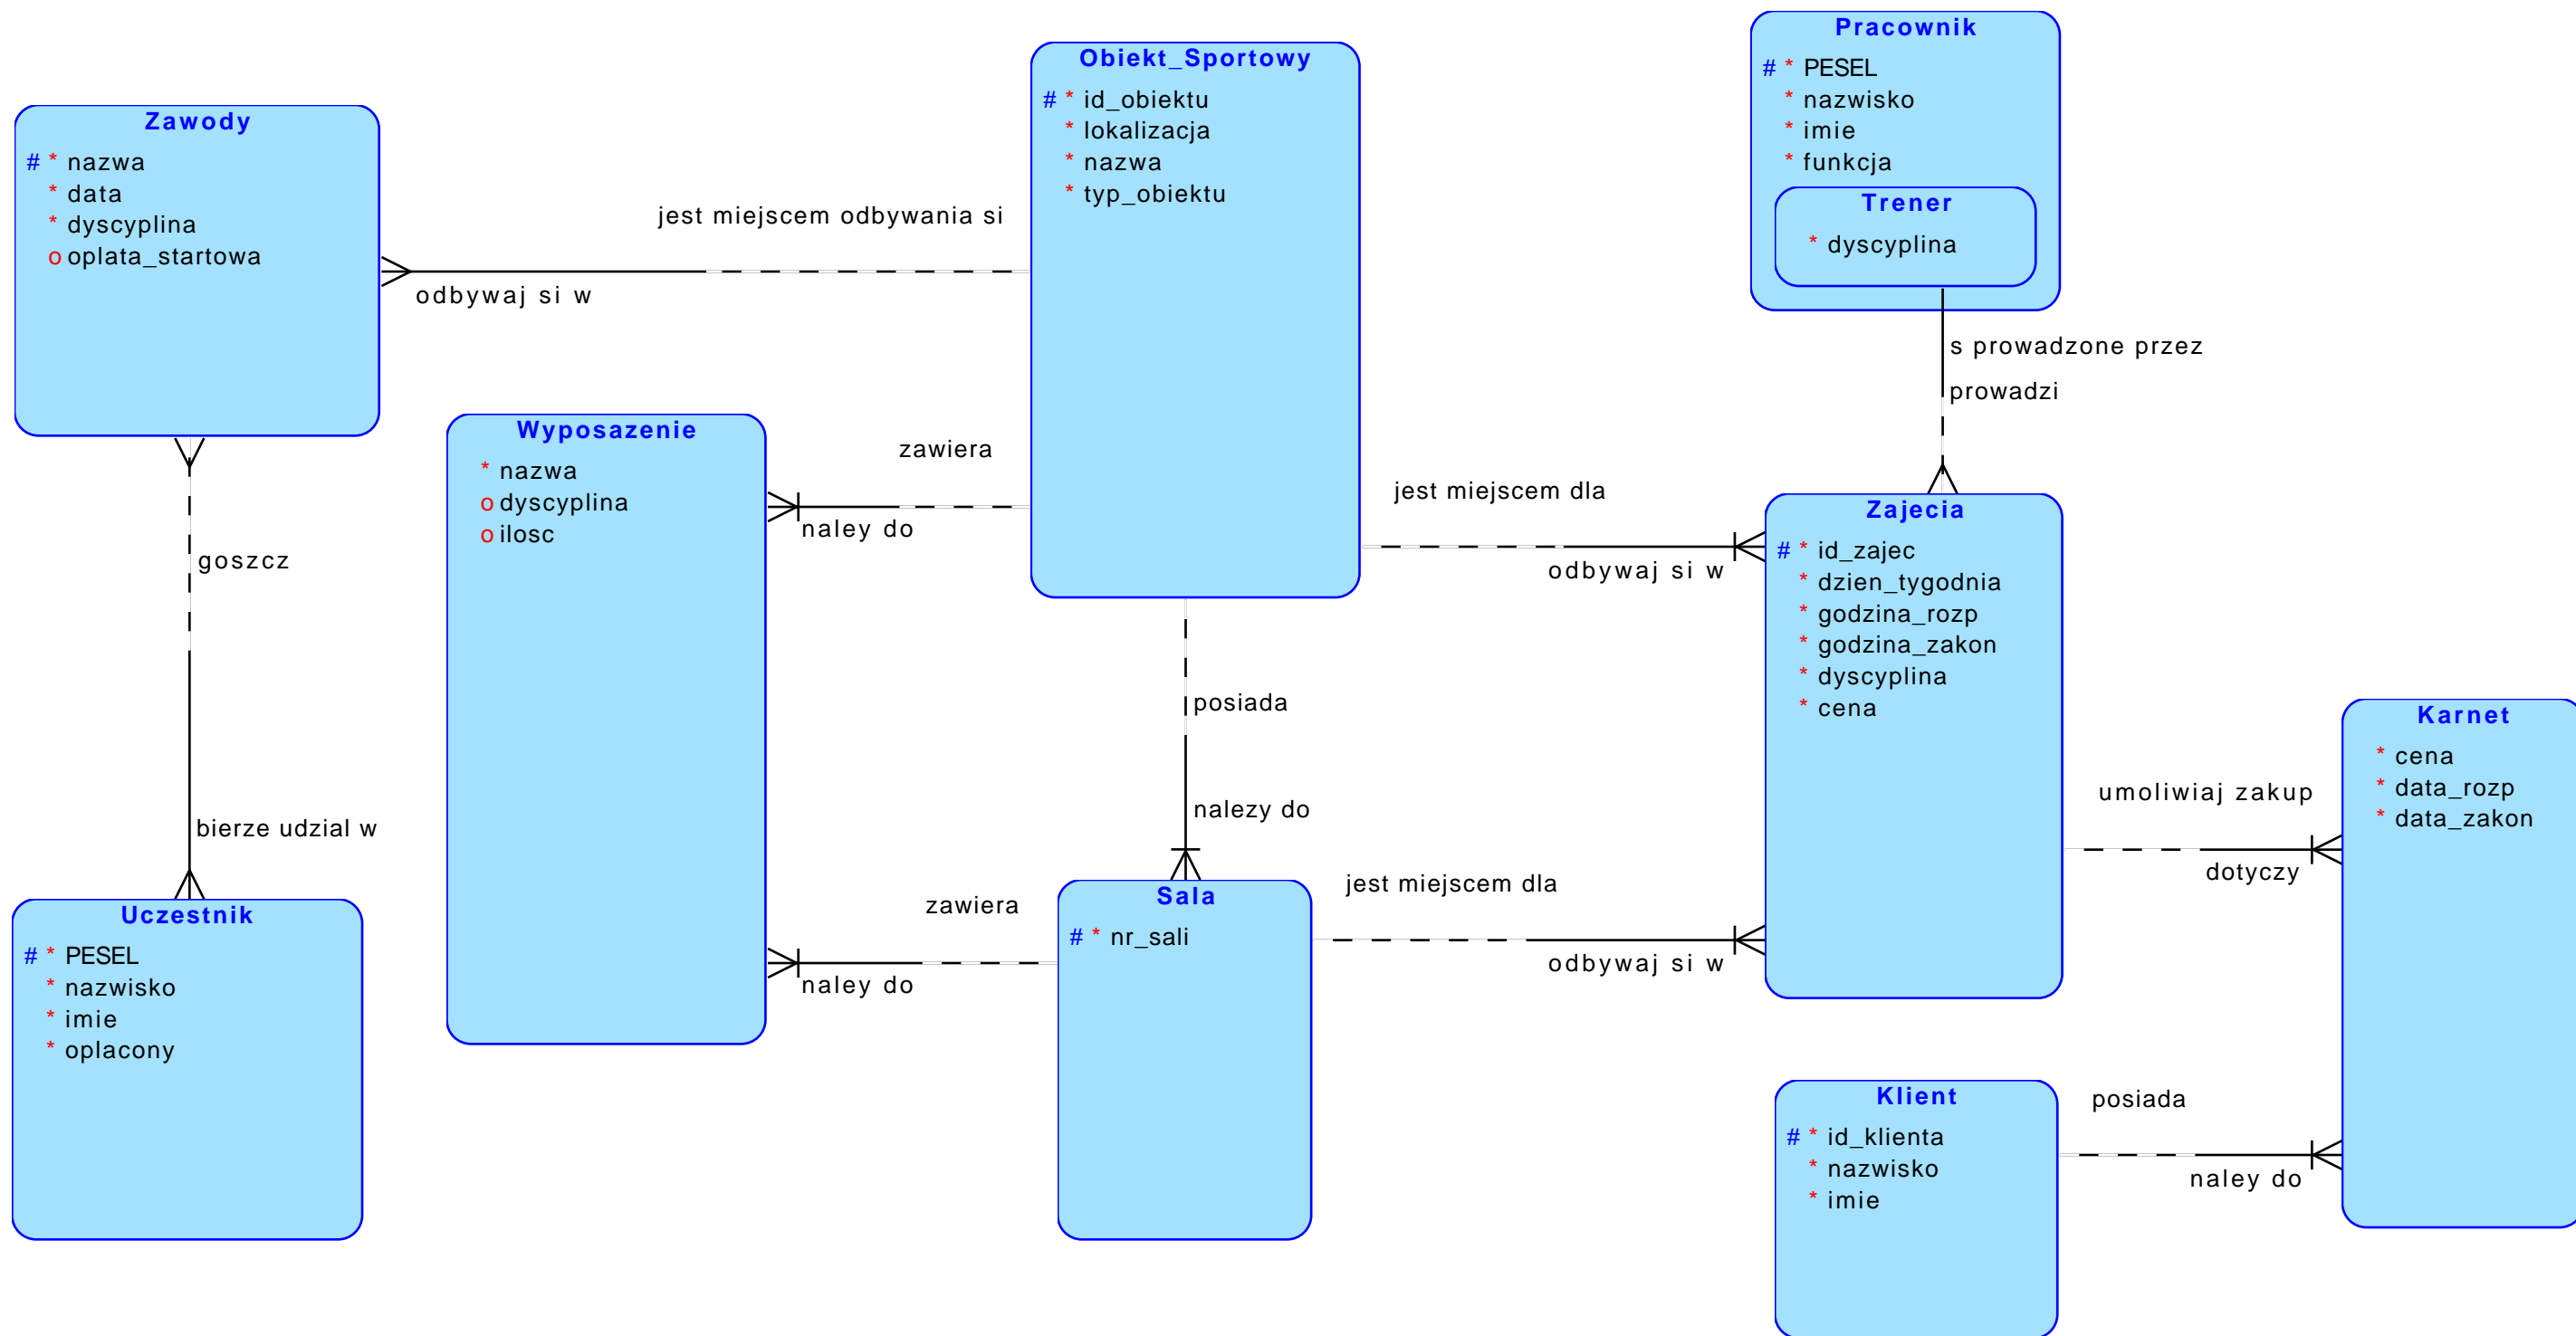 Zawody
# * nazwa
* data
* dyscyplina
o oplata_startowa
jest miejscem odbywania si
odbywaj si w
Obiekt_Sportowy
# * id_obiektu
* lokalizacja
* nazwa
* typ_obiektu
Pracownik
# * PESEL
* nazwisko
* imie
* funkcja
Trener
* dyscyplina
s prowadzone przez
prowadzi
Wyposazenie
* nazwa
o dyscyplina
o ilosc
zawiera
naley do
jest miejscem dla
odbywaj si w
Zajecia
# * id_zajec
* dzien_tygodnia
* godzina_rozp
* godzina_zakon
* dyscyplina
* cena
goszcz
bierze udzial w
posiada
nalezy do
Karnet
* cena
* data_rozp
* data_zakon
umoliwiaj zakup
dotyczy
Uczestnik
# * PESEL
* nazwisko
* imie
* oplacony
zawiera
naley do
Sala
# * nr_sali
jest miejscem dla
odbywaj si w
Klient
# * id_klienta
* nazwisko
* imie
posiada
naley do